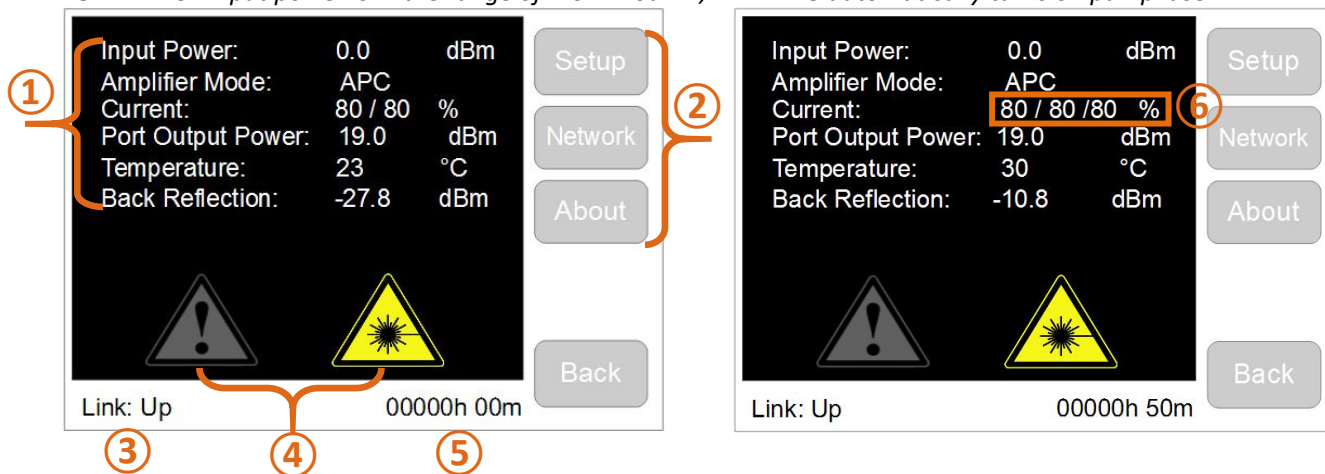 Input Power: 0.0 dBm
Amplifier Mode: APC
Current: 80 / 80 %
Port Output Power: 19.0 dBm
Temperature: 23 °C
Back Reflection: -27.8 dBm
Setup
Network
About
Back
Link: Up 00000h 00m
①
②
③
④
⑤
Input Power: 0.0 dBm
Amplifier Mode: APC
Current: 80 / 80 /80 %
Port Output Power: 19.0 dBm
Temperature: 30 °C
Back Reflection: -10.8 dBm
⑥
Setup
Network
About
Back
Link: Up 00000h 50m